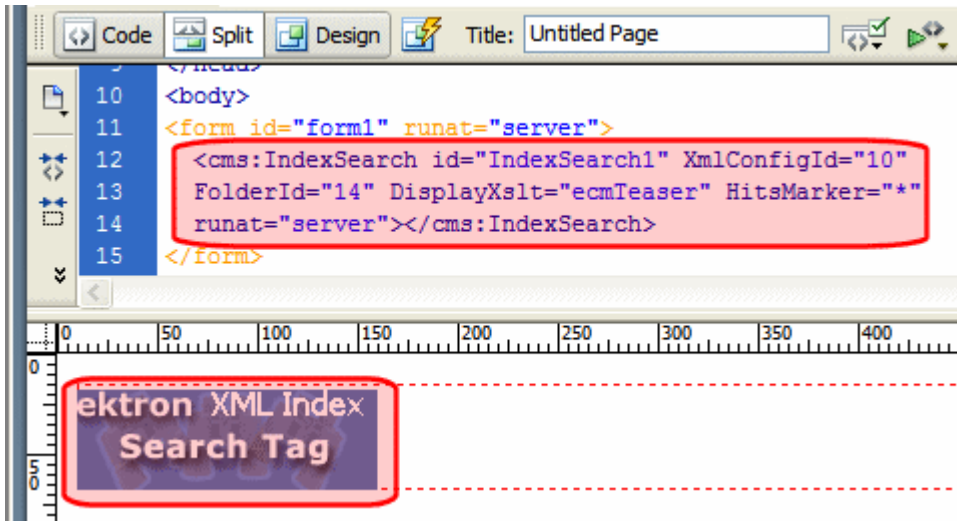 Code Split Design Title: Untitled Page
9 </head>
10 <body>
11 <form id="form1" runat="server">
12 <cms:IndexSearch id="IndexSearch1" XmlConfigId="10"
13 FolderId="14" DisplayXslt="ecmTeaser" HitsMarker="*"
14 runat="server"></cms:IndexSearch>
15 </form>
0 50 100 150 200 250 300 350 400
0
ektron XML Index
Search Tag
50